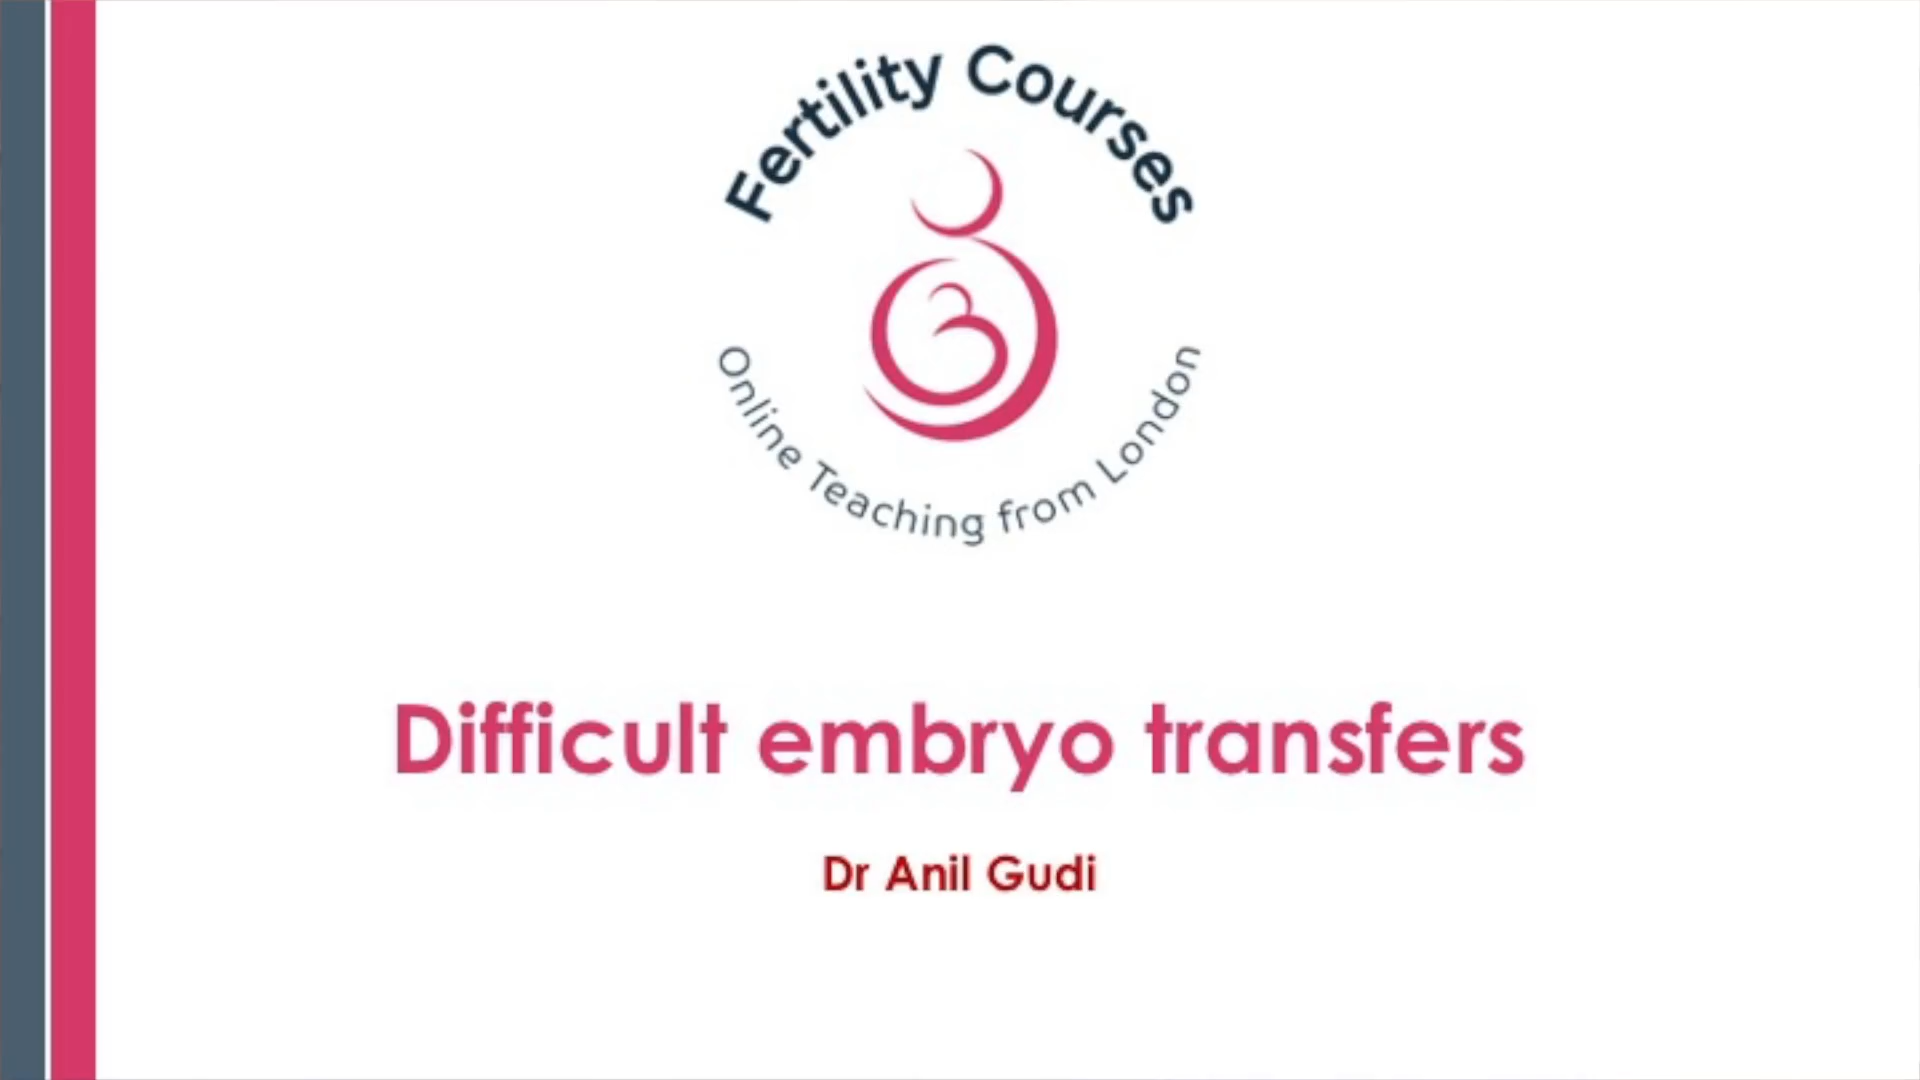 Fertility Courses
Online Teaching from London
Difficult embryo transfers
Dr Anil Gudi